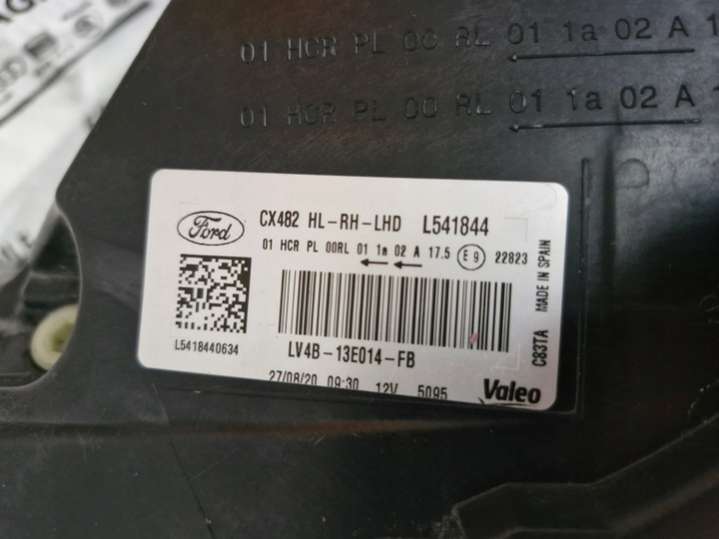 01 HCR PL 00 RL 01 1a 02 A 1
01 HCR PL 00 RL 01 1a 02 A 1
Ford
CX482 HL-RH-LHD L541844
01 HCR PL 00RL 01 1a 02 A 17.5 E9 22823
L5418440634
LV4B-13E014-FB
27/08/20 09:30 12V 5095
Valeo
C83TA MADE IN SPAIN